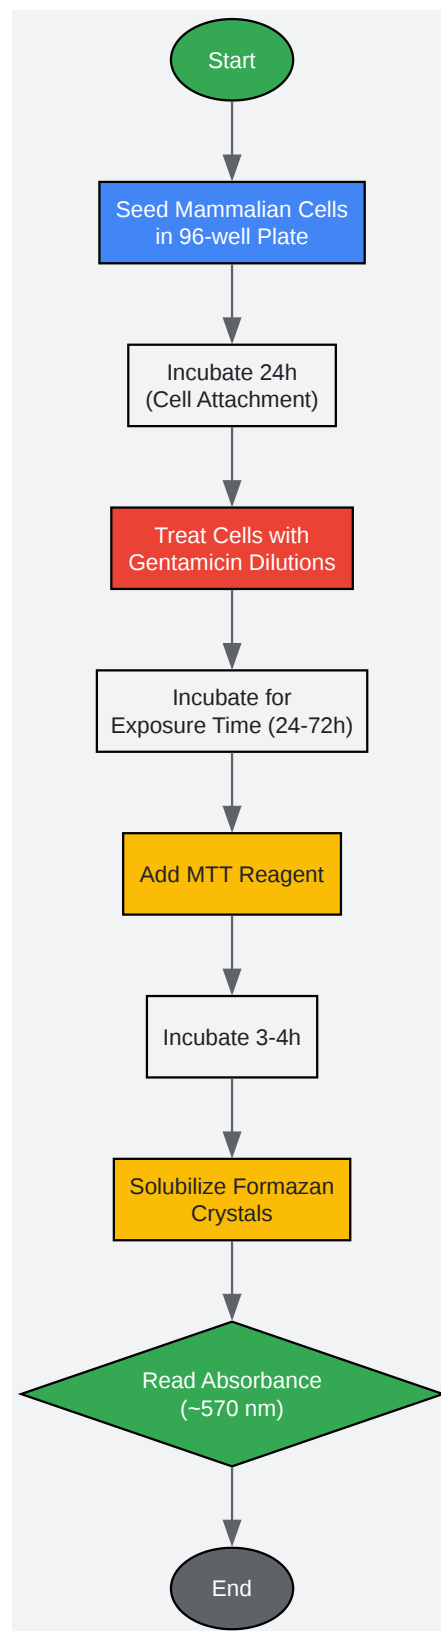 Start
Seed Mammalian Cells
in 96-well Plate
Incubate 24h
(Cell Attachment)
Treat Cells with
Gentamicin Dilutions
Incubate for
Exposure Time (24-72h)
Add MTT Reagent
Incubate 3-4h
Solubilize Formazan
Crystals
Read Absorbance
(~570 nm)
End